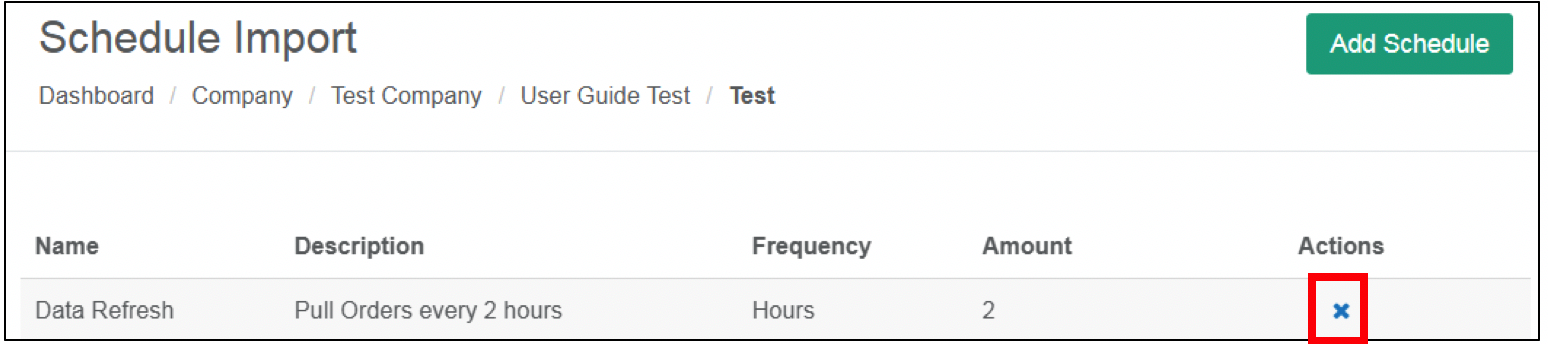 Schedule Import
Add Schedule
Dashboard / Company / Test Company / User Guide Test / Test
Name Description Frequency Amount Actions
Data Refresh Pull Orders every 2 hours Hours 2